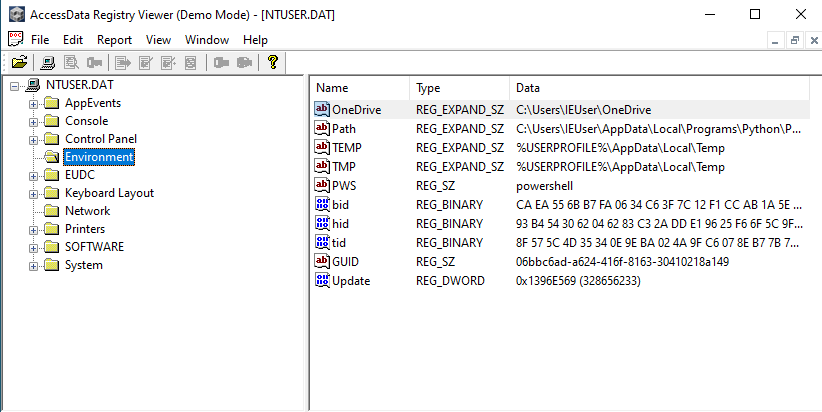 AccessData Registry Viewer (Demo Mode) - [NTUSER.DAT]
File Edit Report View Window Help
NTUSER.DAT
AppEvents
Console
Control Panel
Environment
EUDC
Keyboard Layout
Network
Printers
SOFTWARE
System
Name Type Data
OneDrive REG_EXPAND_SZ C:\Users\IEUser\OneDrive
Path REG_EXPAND_SZ C:\Users\IEUser\AppData\Local\Programs\Python\P...
TEMP REG_EXPAND_SZ %USERPROFILE%\AppData\Local\Temp
TMP REG_EXPAND_SZ %USERPROFILE%\AppData\Local\Temp
PWS REG_SZ powershell
bid REG_BINARY CA EA 55 6B B7 FA 06 34 C6 3F 7C 12 F1 CC AB 1A 5E ...
hid REG_BINARY 93 B4 54 30 62 04 62 83 C3 2A DD E1 96 25 F6 6F 5C 9F...
tid REG_BINARY 8F 57 5C 4D 35 34 0E 9E BA 02 4A 9F C6 07 8E B7 7B 7...
GUID REG_SZ 06bbc6ad-a624-416f-8163-30410218a149
Update REG_DWORD 0x1396E569 (328656233)